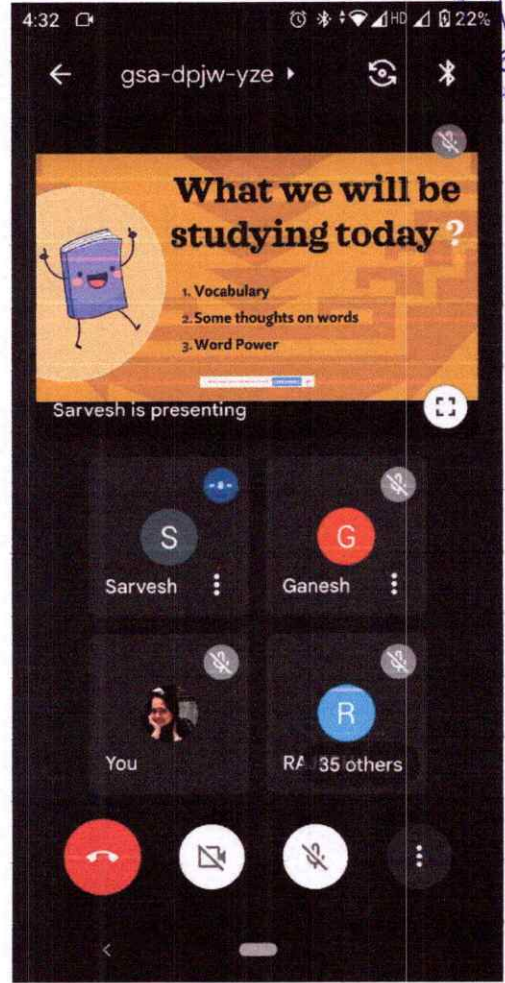 4:32 HD 22%
gsa-dpjw-yze
What we will be
studying today ?
1. Vocabulary
2. Some thoughts on words
3. Word Power
Sarvesh is presenting
S G
Sarvesh Ganesh
R
You RA 35 others